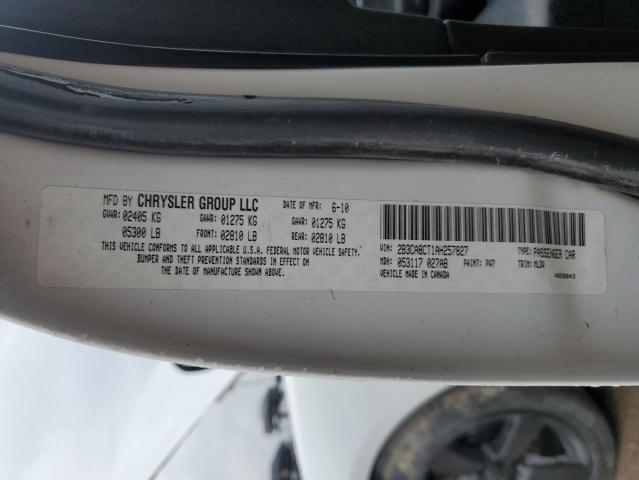 MFD BY CHRYSLER GROUP LLC DATE OF MFR: 6-10
GVWR: 02405 KG GAWR: 01275 KG GAWR: 01275 KG
05300 LB FRONT: 02810 LB REAR: 02810 LB
THIS VEHICLE CONFORMS TO ALL APPLICABLE U.S.A. FEDERAL MOTOR VEHICLE SAFETY,
BUMPER AND THEFT PREVENTION STANDARDS IN EFFECT ON
THE DATE OF MANUFACTURE SHOWN ABOVE.
VIN: 2B3CA8CT1AH257827 TYPE: PASSENGER CAR
MDH: 053117 027AB PAINT: PW7 TRIM: MLDV
VEHICLE MADE IN CANADA